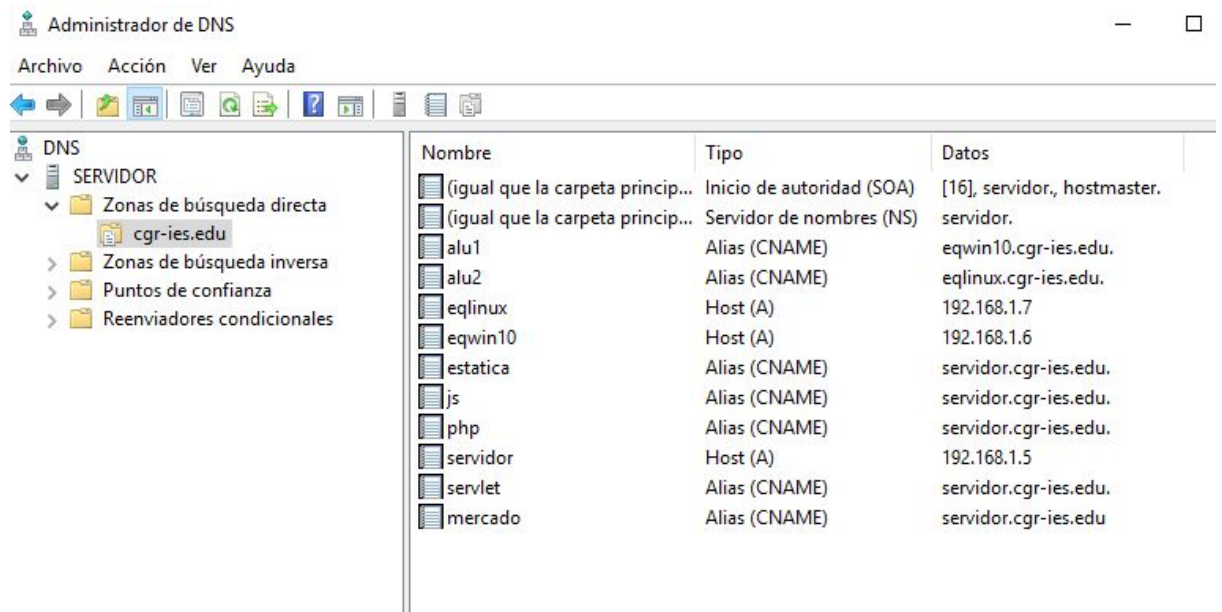 Administrador de DNS
Archivo Acción Ver Ayuda
DNS
SERVIDOR
Zonas de búsqueda directa
cgr-ies.edu
Zonas de búsqueda inversa
Puntos de confianza
Reenviadores condicionales
Nombre Tipo Datos
(igual que la carpeta princip... Inicio de autoridad (SOA) [16], servidor., hostmaster.
(igual que la carpeta princip... Servidor de nombres (NS) servidor.
alu1 Alias (CNAME) eqwin10.cgr-ies.edu.
alu2 Alias (CNAME) eqlinux.cgr-ies.edu.
eqlinux Host (A) 192.168.1.7
eqwin10 Host (A) 192.168.1.6
estatica Alias (CNAME) servidor.cgr-ies.edu.
js Alias (CNAME) servidor.cgr-ies.edu.
php Alias (CNAME) servidor.cgr-ies.edu.
servidor Host (A) 192.168.1.5
servlet Alias (CNAME) servidor.cgr-ies.edu.
mercado Alias (CNAME) servidor.cgr-ies.edu